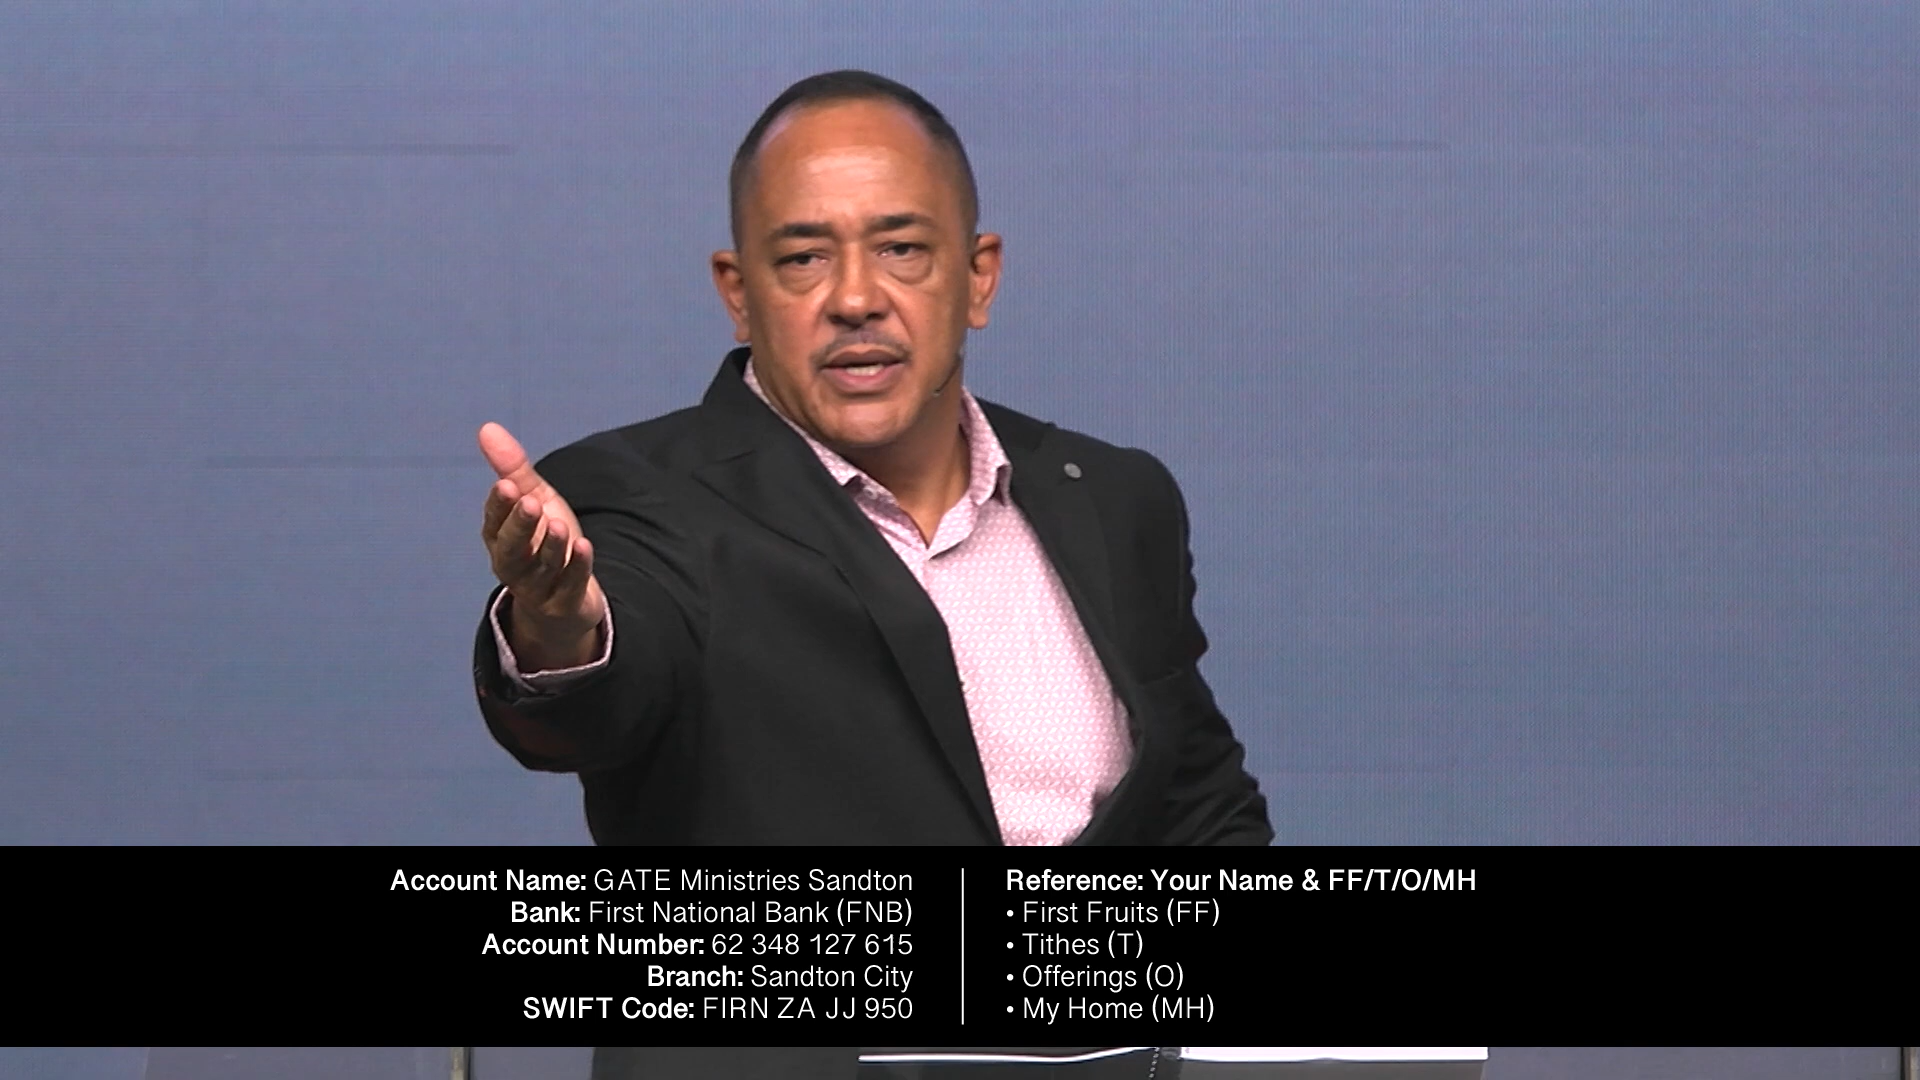 Account Name: GATE Ministries Sandton
Bank: First National Bank (FNB)
Account Number: 62 348 127 615
Branch: Sandton City
SWIFT Code: FIRN ZA JJ 950
Reference: Your Name & FF/T/O/MH
• First Fruits (FF)
• Tithes (T)
• Offerings (O)
• My Home (MH)